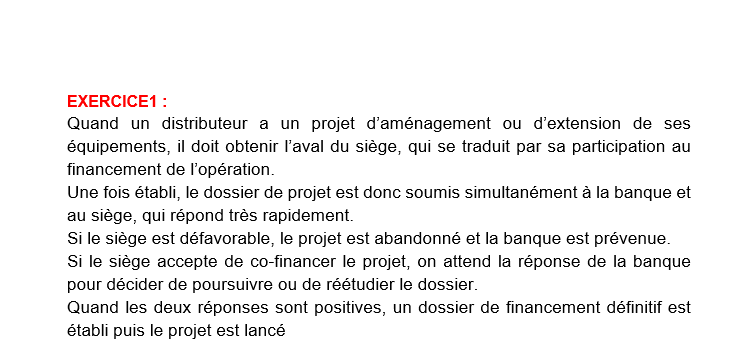 EXERCICE1 :
Quand un distributeur a un projet d’aménagement ou d’extension de ses
équipements, il doit obtenir l’aval du siège, qui se traduit par sa participation au
financement de l’opération.
Une fois établi, le dossier de projet est donc soumis simultanément à la banque et
au siège, qui répond très rapidement.
Si le siège est défavorable, le projet est abandonné et la banque est prévenue.
Si le siège accepte de co-financer le projet, on attend la réponse de la banque
pour décider de poursuivre ou de réétudier le dossier.
Quand les deux réponses sont positives, un dossier de financement définitif est
établi puis le projet est lancé